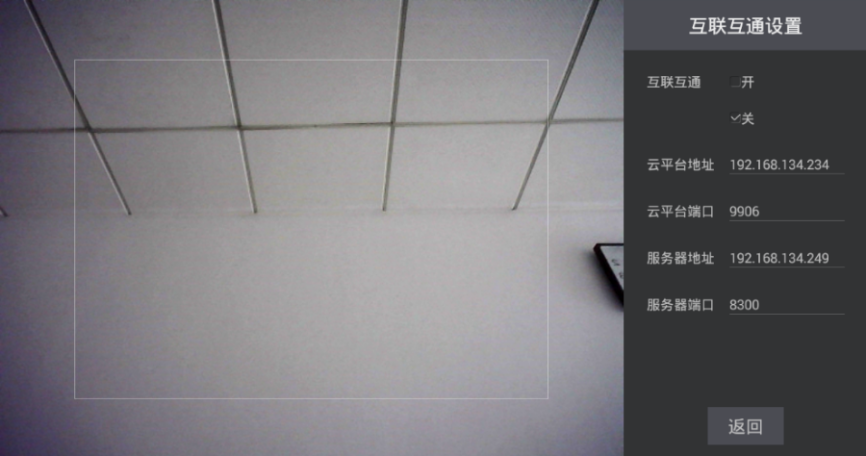 互联互通设置
互联互通 开
关
云平台地址 192.168.134.234
云平台端口 9906
服务器地址 192.168.134.249
服务器端口 8300
返回